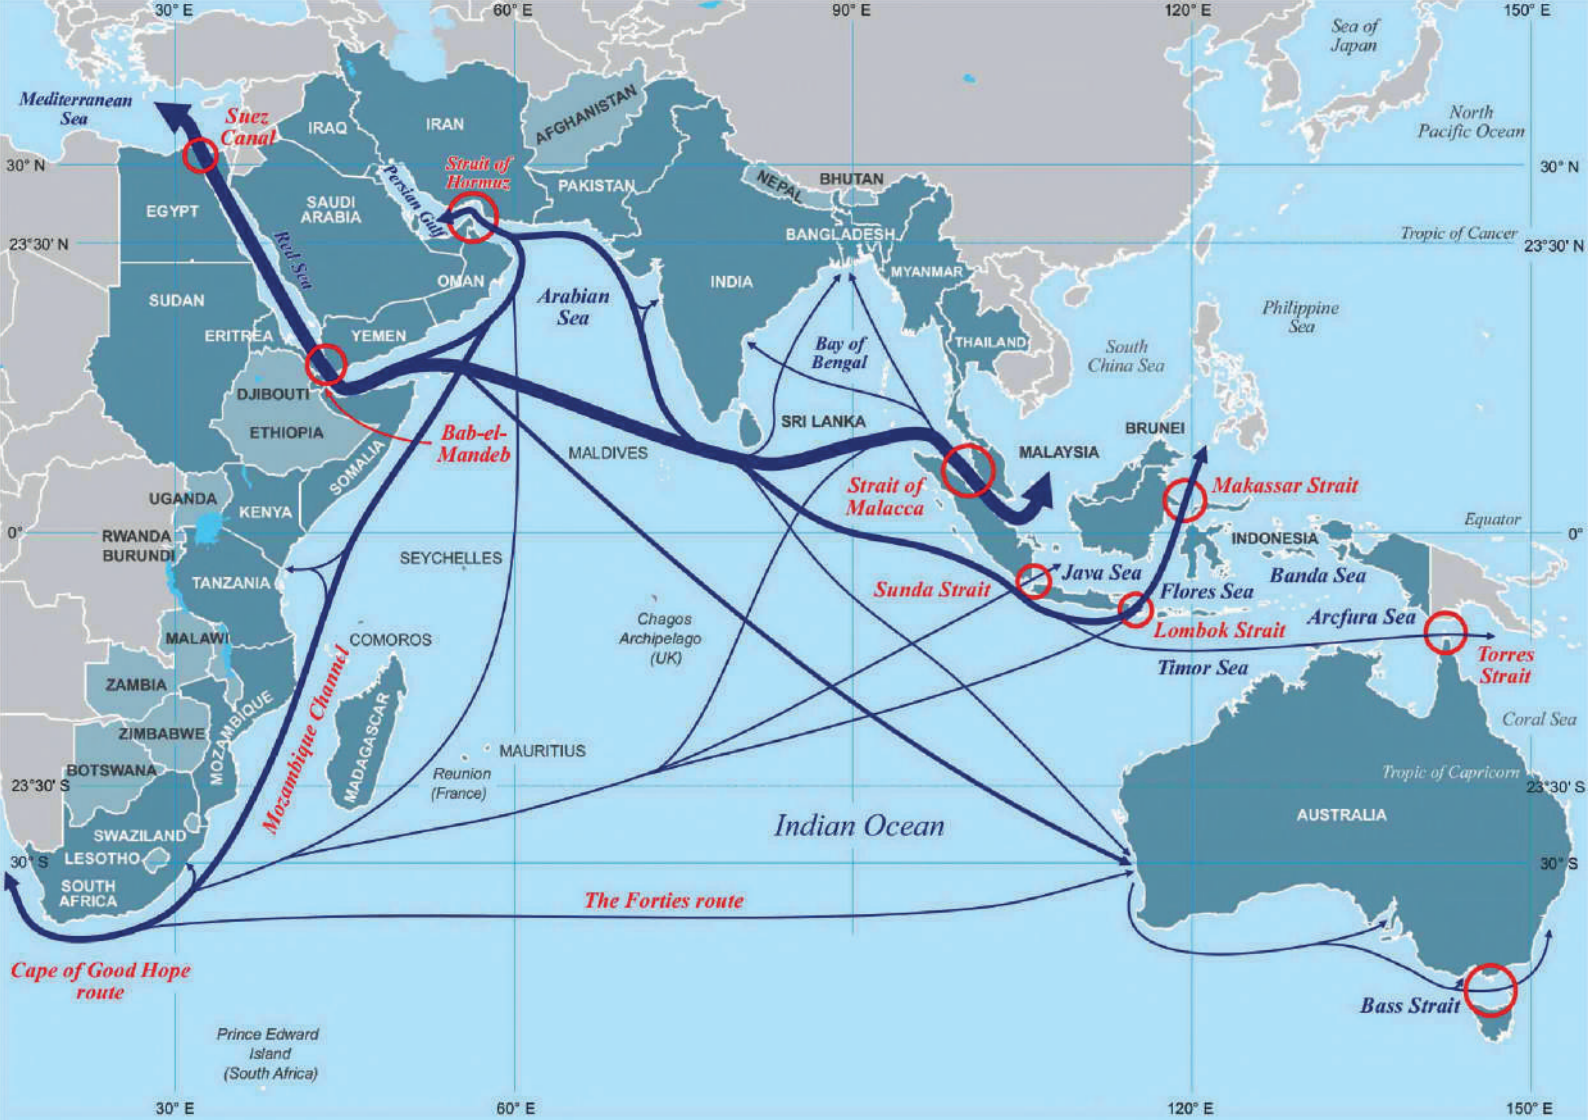 30° E
60° E
90° E
120° E
150° E
Sea of
Japan
Mediterranean
Sea
Suez
Canal
IRAQ
IRAN
AFGHANISTAN
North
Pacific Ocean
30° N
30° N
Strait of
Hormuz
Persian Gulf
PAKISTAN
NEPAL
BHUTAN
EGYPT
SAUDI
ARABIA
BANGLADESH
Tropic of Cancer
23°30' N
23°30' N
Red Sea
OMAN
INDIA
MYANMAR
SUDAN
Arabian
Sea
Philippine
Sea
ERITREA
YEMEN
Bay of
Bengal
THAILAND
South
China Sea
DJIBOUTI
ETHIOPIA
Bab-el-
Mandeb
SRI LANKA
BRUNEI
MALDIVES
MALAYSIA
SOMALIA
UGANDA
KENYA
Strait of
Malacca
Makassar Strait
0°
RWANDA
BURUNDI
Equator
0°
INDONESIA
SEYCHELLES
TANZANIA
Sunda Strait
Java Sea
Banda Sea
Flores Sea
Chagos
Archipelago
(UK)
Arcfura Sea
MALAWI
COMOROS
Lombok Strait
Timor Sea
Torres
Strait
ZAMBIA
Mozambique Channel
MOZAMBIQUE
ZIMBABWE
MADAGASCAR
Coral Sea
MAURITIUS
BOTSWANA
Reunion
(France)
Tropic of Capricorn
23°30' S
23°30' S
AUSTRALIA
Indian Ocean
SWAZILAND
LESOTHO
30° S
30° S
SOUTH
AFRICA
The Forties route
Cape of Good Hope
route
Bass Strait
Prince Edward
Island
(South Africa)
30° E
60° E
120° E
150° E